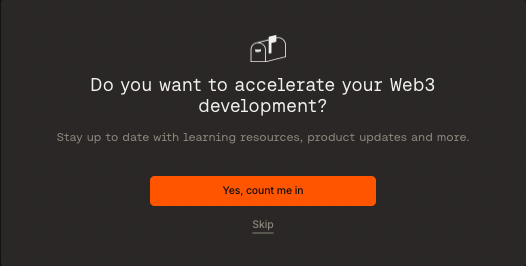 Do you want to accelerate your Web3
development?
Stay up to date with learning resources, product updates and more.
Yes, count me in
Skip